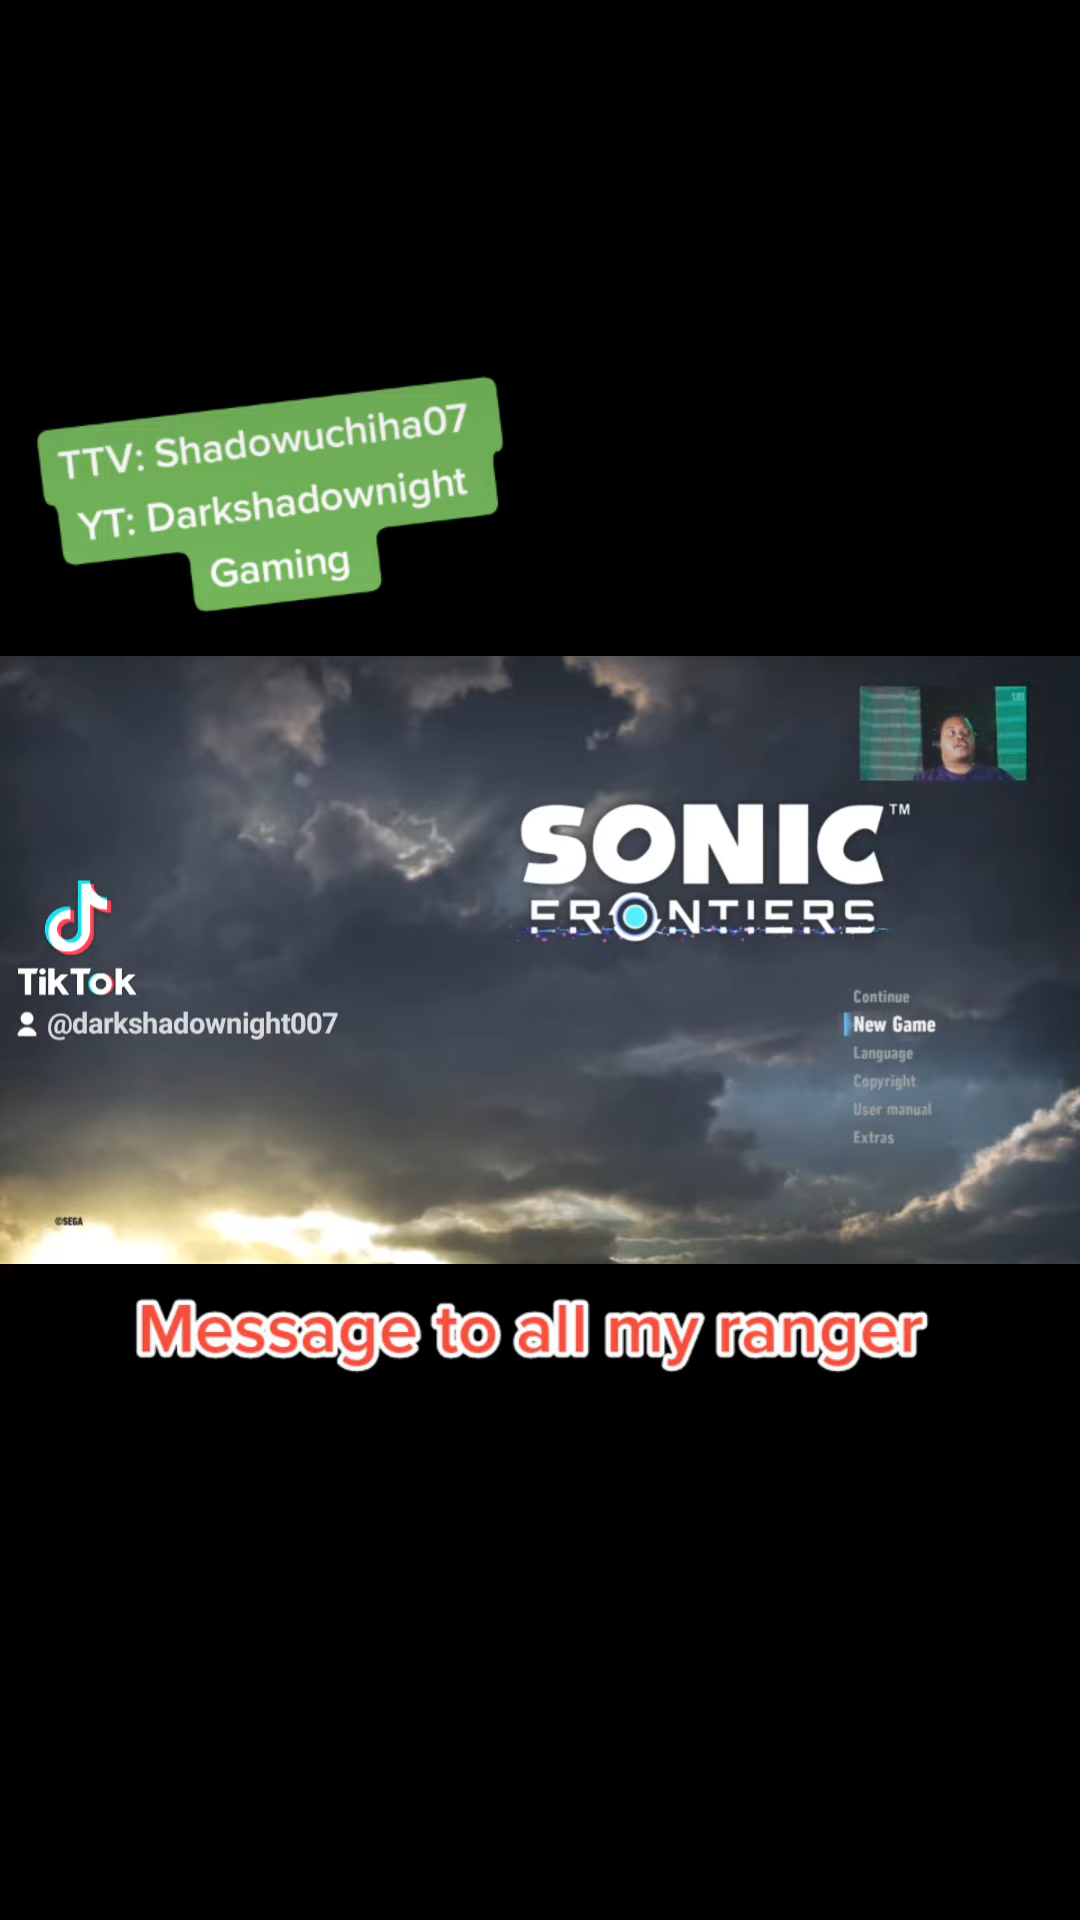 TTV: Shadowuchiha07
YT: Darkshadownight
Gaming
SONIC™
FRONTIERS
TikTok
@darkshadownight007
Continue
New Game
Language
Copyright
User manual
Extras
©SEGA
Message to all my ranger